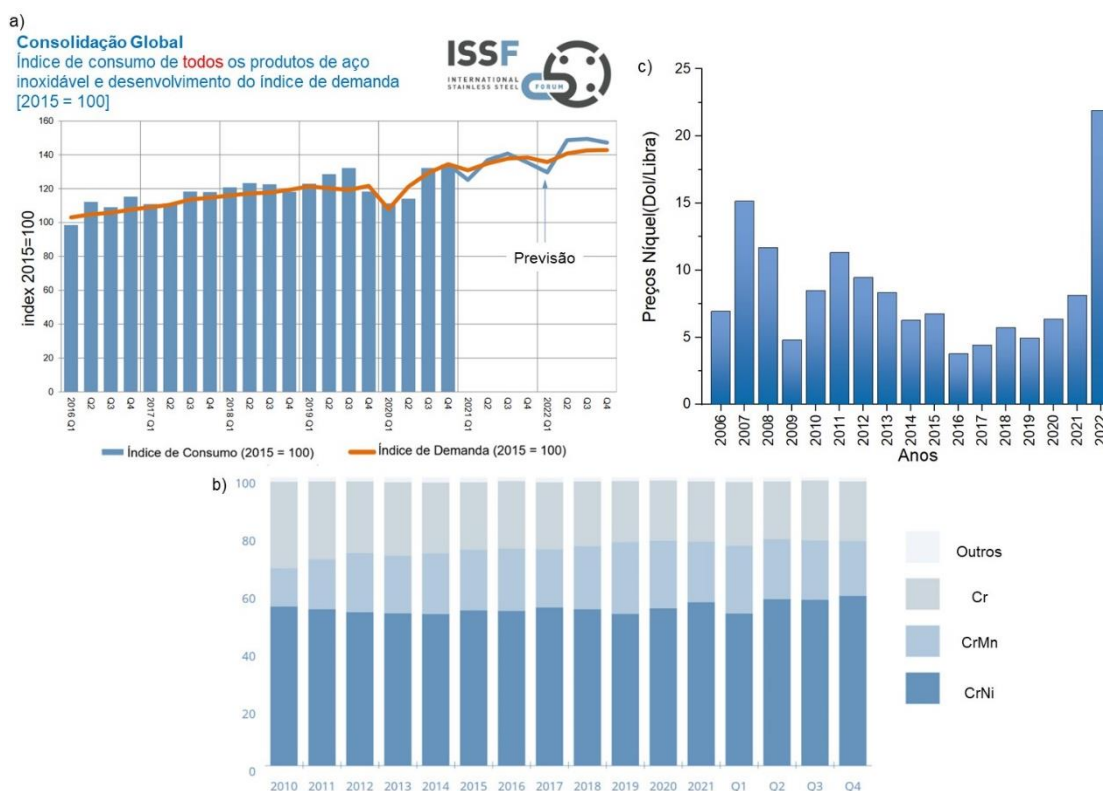 a)
Consolidação Global
Índice de consumo de todos os produtos de aço
inoxidável e desenvolvimento do índice de demanda
[2015 = 100]
ISSF
INTERNATIONAL
STAINLESS STEEL
FORUM
160
140
120
100
80
60
40
20
0
index 2015=100
Previsão
2016 Q1
Q2
Q3
Q4
2017 Q1
Q2
Q3
Q4
2018 Q1
Q2
Q3
Q4
2019 Q1
Q2
Q3
Q4
2020 Q1
Q2
Q3
Q4
2021 Q1
Q2
Q3
Q4
2022 Q1
Q2
Q3
Q4
Índice de Consumo (2015 = 100)
Índice de Demanda (2015 = 100)
c)
25
20
15
10
5
0
Preços Níquel(Dol/Libra)
2006
2007
2008
2009
2010
2011
2012
2013
2014
2015
2016
2017
2018
2019
2020
2021
2022
Anos
b)
100
80
60
40
20
0
2010
2011
2012
2013
2014
2015
2016
2017
2018
2019
2020
2021
Q1
Q2
Q3
Q4
Outros
Cr
CrMn
CrNi